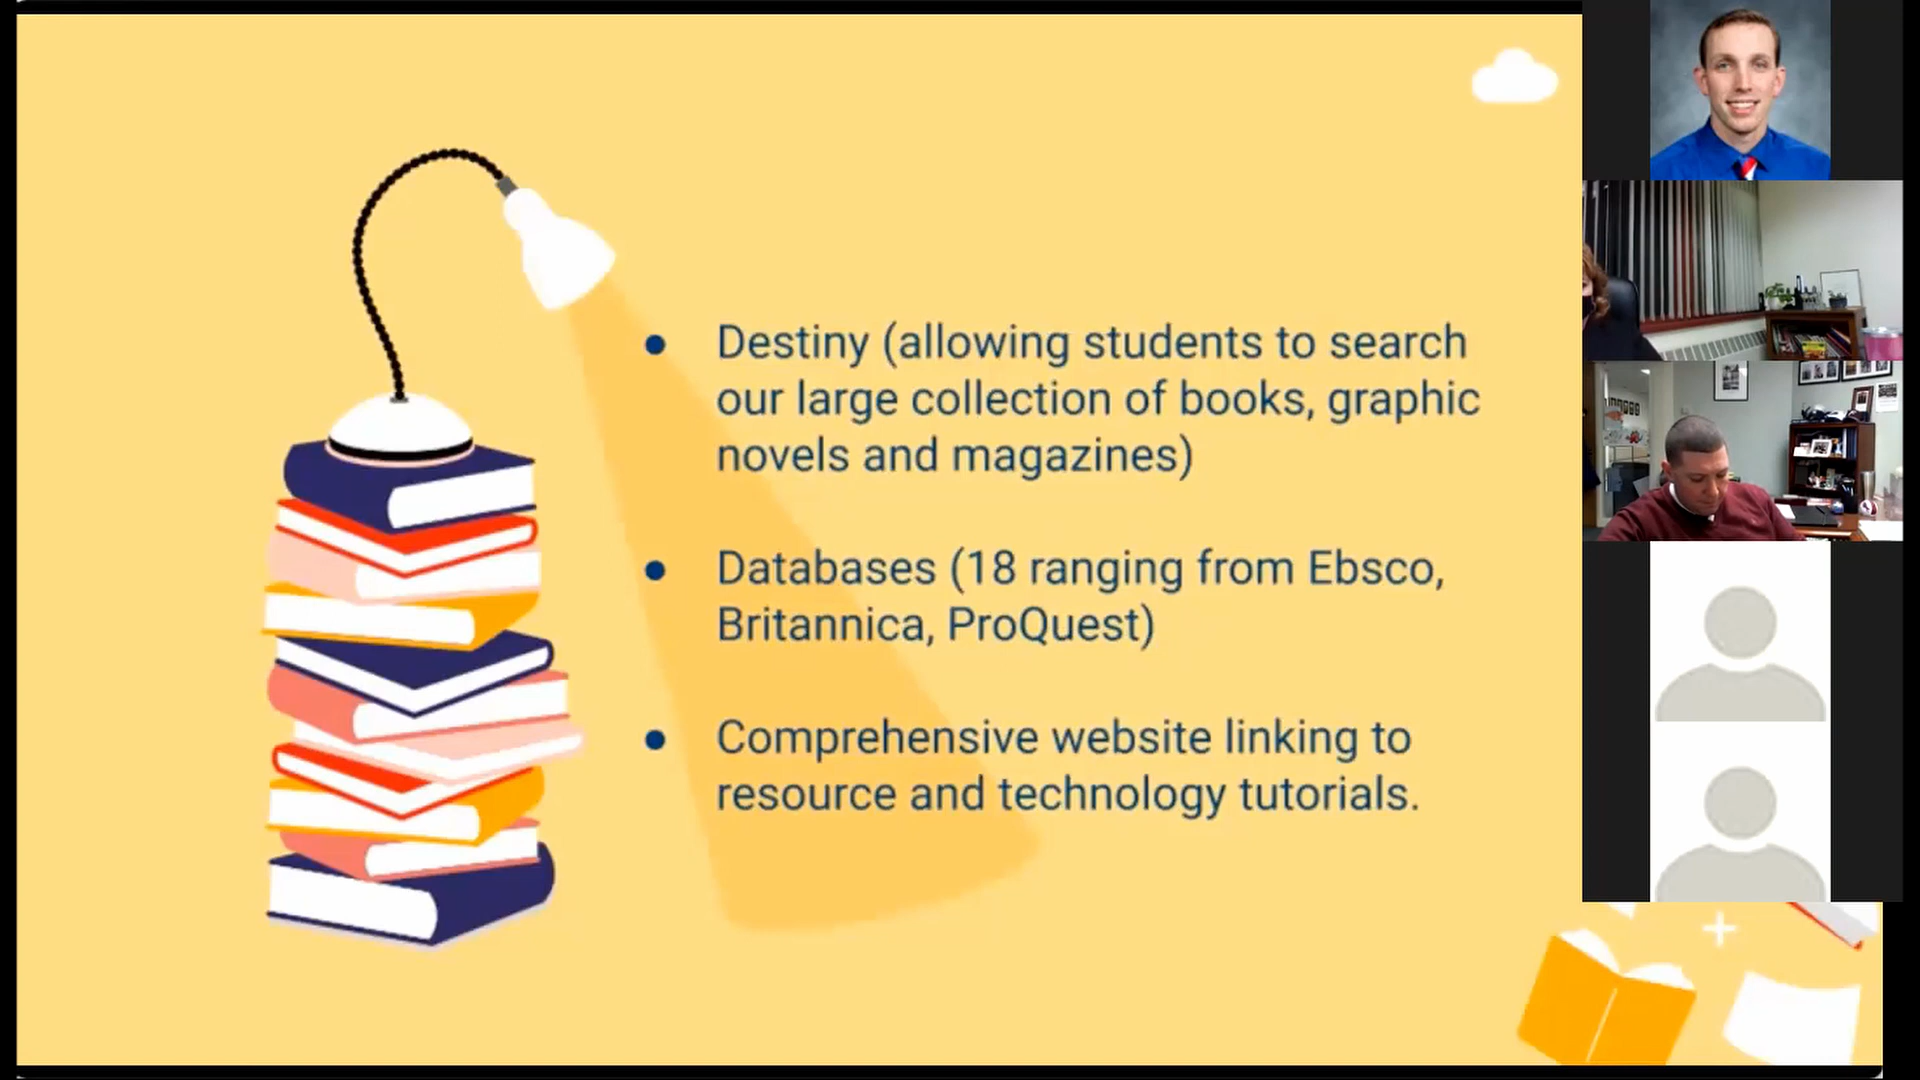 Destiny (allowing students to search
our large collection of books, graphic
novels and magazines)
Databases (18 ranging from Ebsco,
Britannica, ProQuest)
Comprehensive website linking to
resource and technology tutorials.